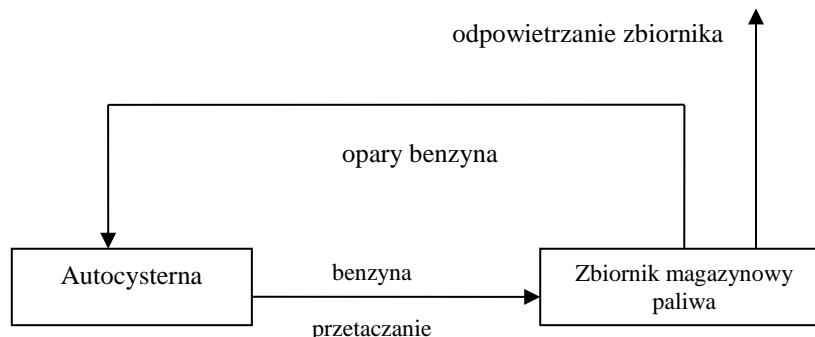 odpowietrzanie zbiornika
opary benzyna
Autocysterna
benzyna
Zbiornik magazynowy
paliwa
przetaczanie